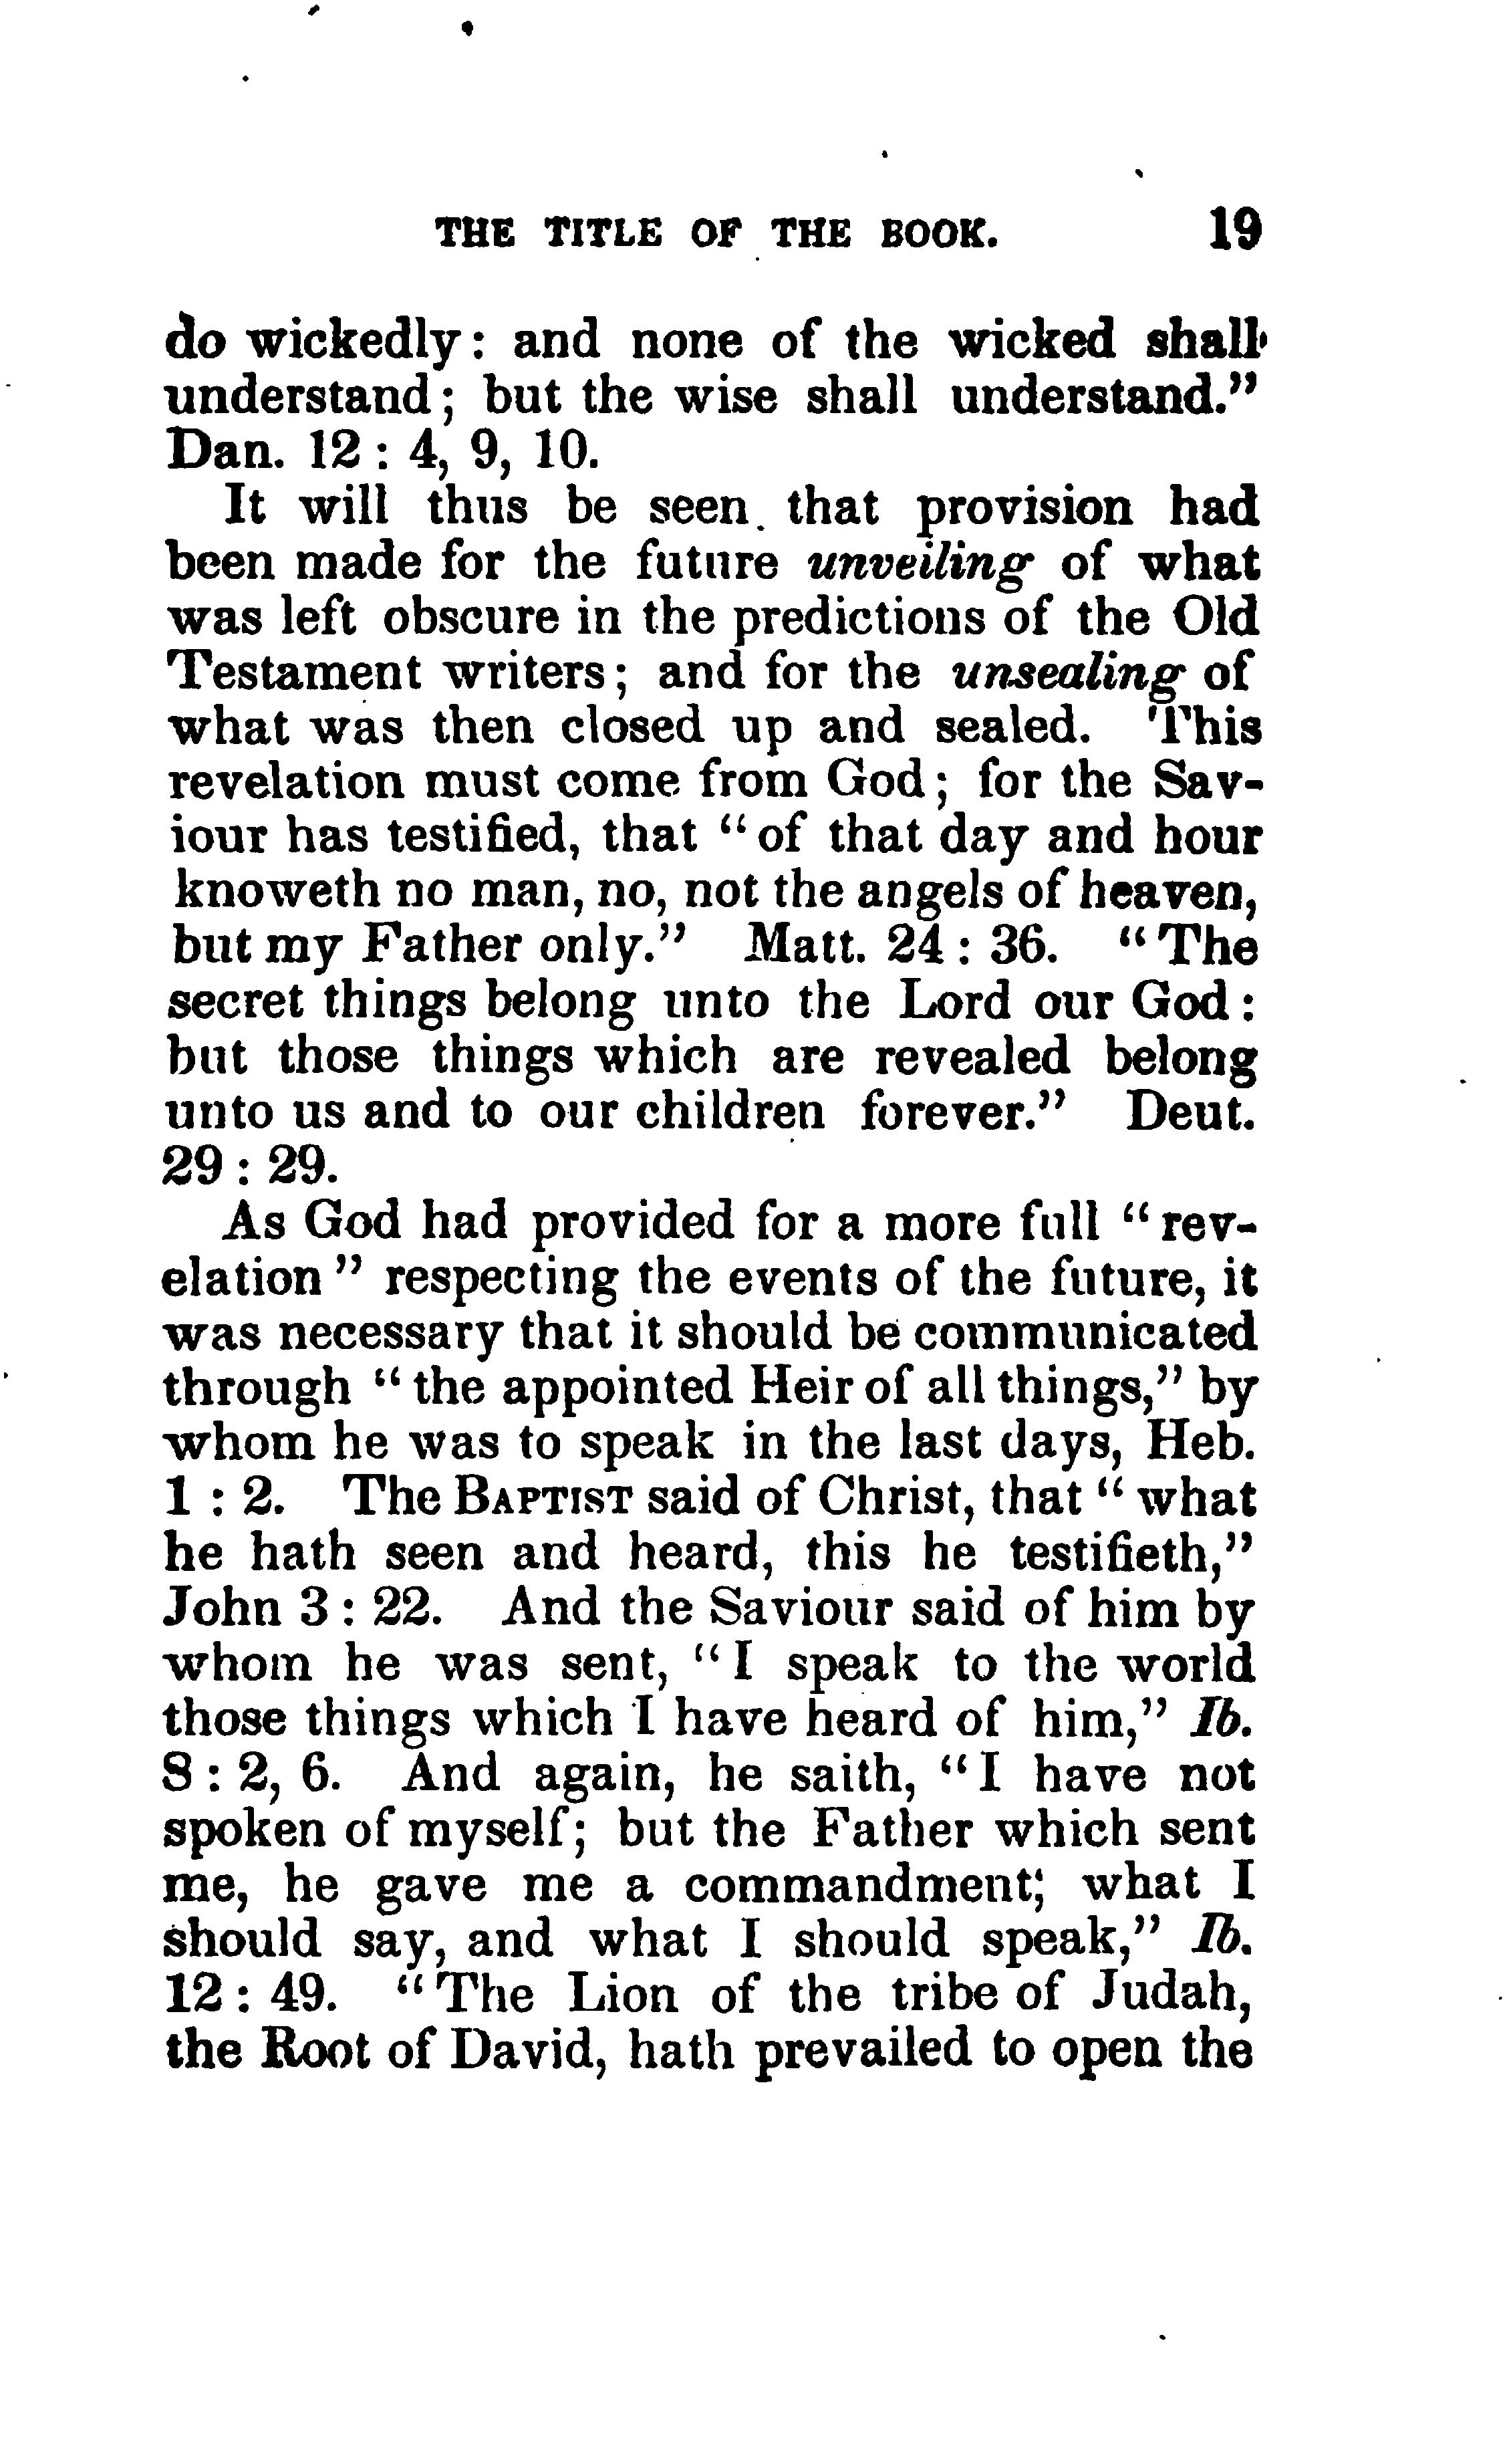 THE TITLE OF THE BOOK. 19
do wickedly: and none of the wicked shall
understand; but the wise shall understand."
Dan. 12 : 4, 9, 10.
It will thus be seen that provision had
been made for the future unveiling of what
was left obscure in the predictions of the Old
Testament writers; and for the unsealing of
what was then closed up and sealed. This
revelation must come from God; for the Sav-
iour has testified, that "of that day and hour
knoweth no man, no, not the angels of heaven,
but my Father only." Matt. 24 : 36. "The
secret things belong unto the Lord our God:
but those things which are revealed belong
unto us and to our children forever." Deut.
29 : 29.
As God had provided for a more full "rev-
elation" respecting the events of the future, it
was necessary that it should be communicated
through "the appointed Heir of all things," by
whom he was to speak in the last days, Heb.
1 : 2. The BAPTIST said of Christ, that "what
he hath seen and heard, this he testifieth,"
John 3 : 22. And the Saviour said of him by
whom he was sent, "I speak to the world
those things which I have heard of him," Ib.
8 : 2, 6. And again, he saith, "I have not
spoken of myself; but the Father which sent
me, he gave me a commandment; what I
should say, and what I should speak," Ib.
12 : 49. "The Lion of the tribe of Judah,
the Root of David, hath prevailed to open the